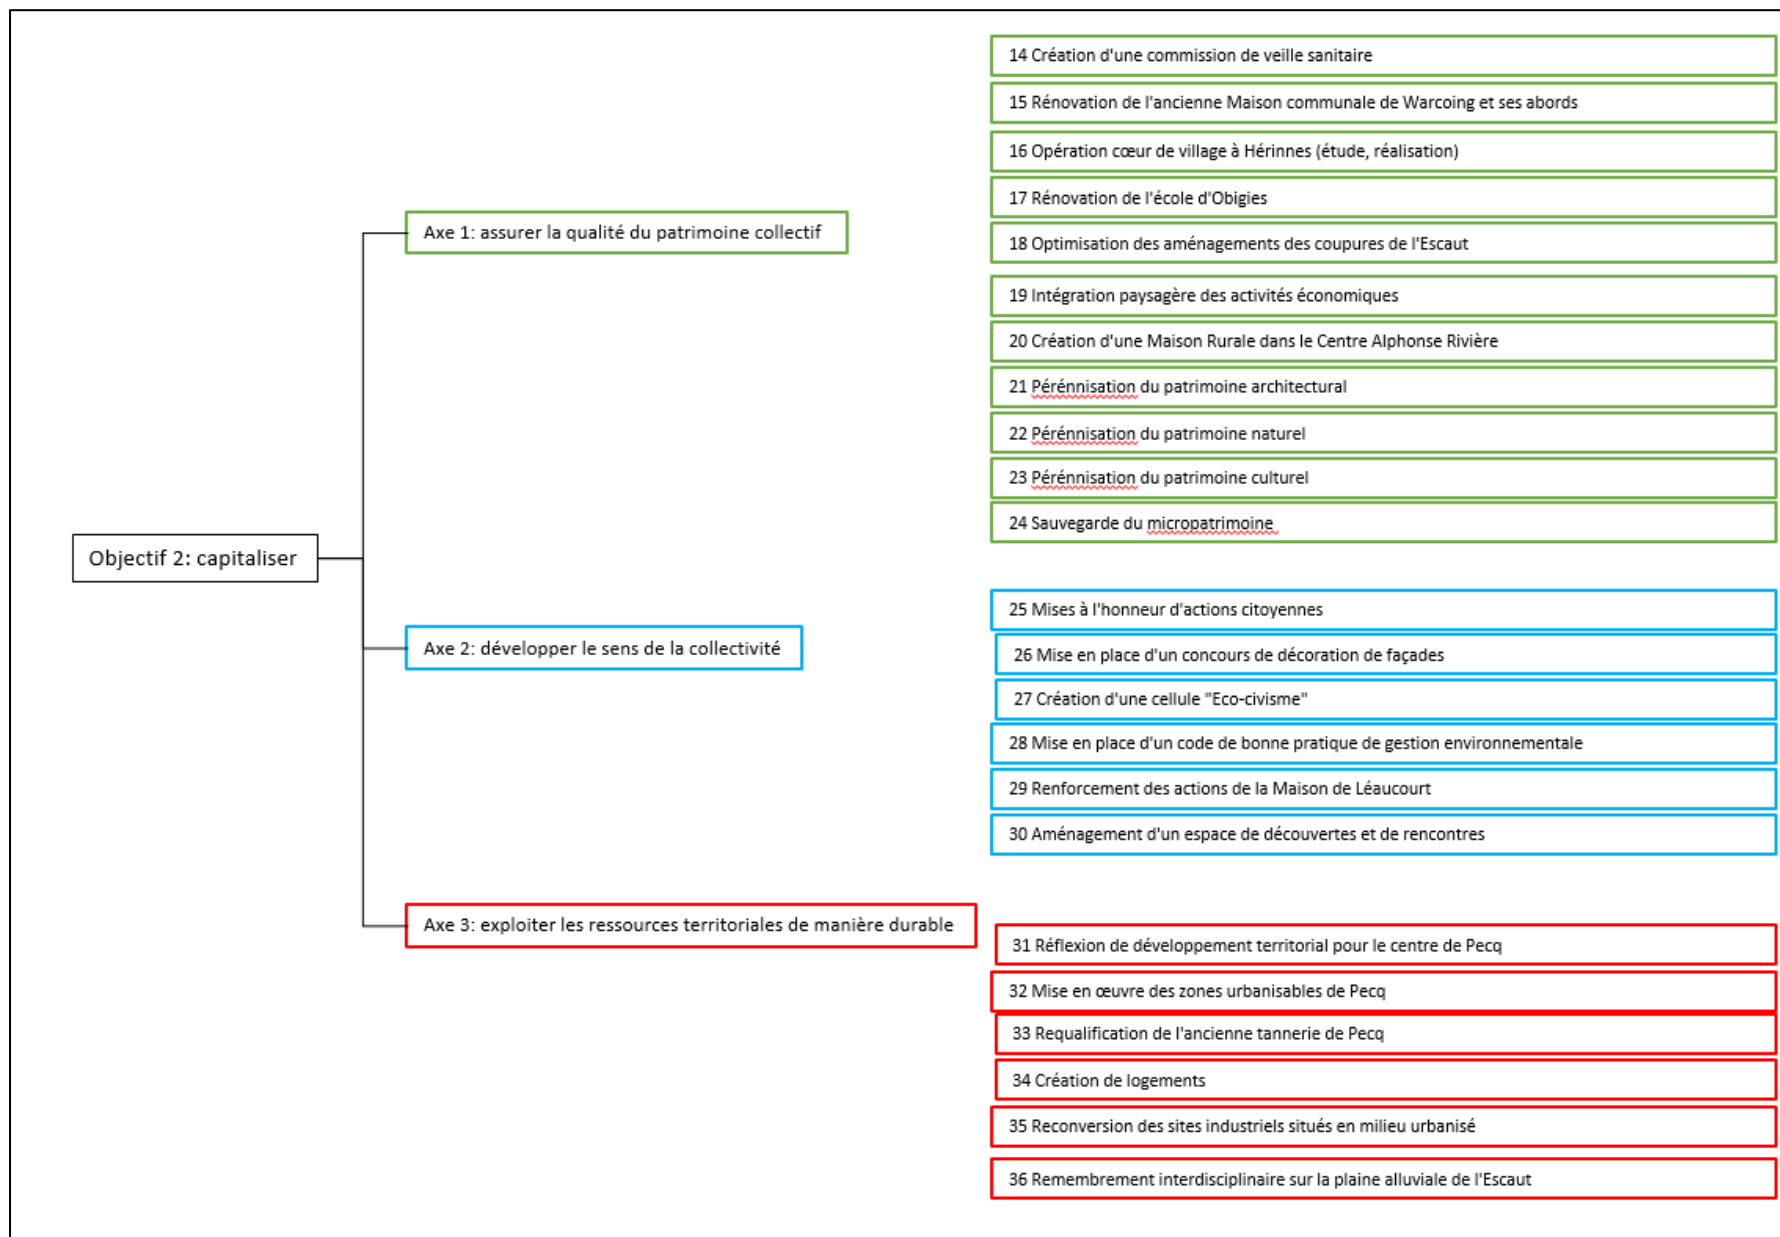 Objectif 2: capitaliser
Axe 1: assurer la qualité du patrimoine collectif
14 Création d'une commission de veille sanitaire
15 Rénovation de l'ancienne Maison communale de Warcoing et ses abords
16 Opération cœur de village à Hérinnes (étude, réalisation)
17 Rénovation de l'école d'Obigies
18 Optimisation des aménagements des coupures de l'Escaut
19 Intégration paysagère des activités économiques
20 Création d'une Maison Rurale dans le Centre Alphonse Rivière
21 Pérénnisation du patrimoine architectural
22 Pérénnisation du patrimoine naturel
23 Pérénnisation du patrimoine culturel
24 Sauvegarde du micropatrimoine
Axe 2: développer le sens de la collectivité
25 Mises à l'honneur d'actions citoyennes
26 Mise en place d'un concours de décoration de façades
27 Création d'une cellule "Eco-civisme"
28 Mise en place d'un code de bonne pratique de gestion environnementale
29 Renforcement des actions de la Maison de Léaucourt
30 Aménagement d'un espace de découvertes et de rencontres
Axe 3: exploiter les ressources territoriales de manière durable
31 Réflexion de développement territorial pour le centre de Pecq
32 Mise en œuvre des zones urbanisables de Pecq
33 Requalification de l'ancienne tannerie de Pecq
34 Création de logements
35 Reconversion des sites industriels situés en milieu urbanisé
36 Remembrement interdisciplinaire sur la plaine alluviale de l'Escaut